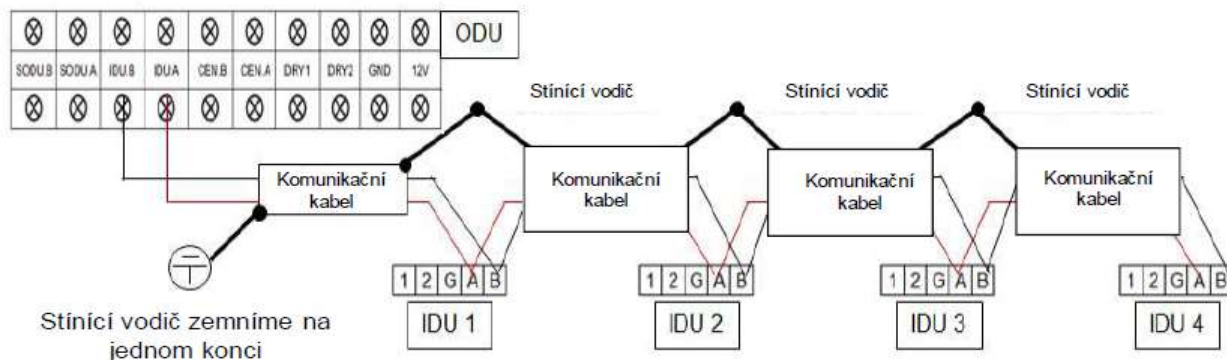 ODU
SODU.B SODU.A IDU.B IDU.A CEN.B CEN.A DRY1 DRY2 GND 12V
Stínící vodič Stínící vodič Stínící vodič
Komunikační
kabel
Komunikační
kabel
Komunikační
kabel
Komunikační
kabel
1 2 G A B
1 2 G A B
1 2 G A B
1 2 G A B
IDU 1 IDU 2 IDU 3 IDU 4
Stínící vodič zemníme na
jednom konci